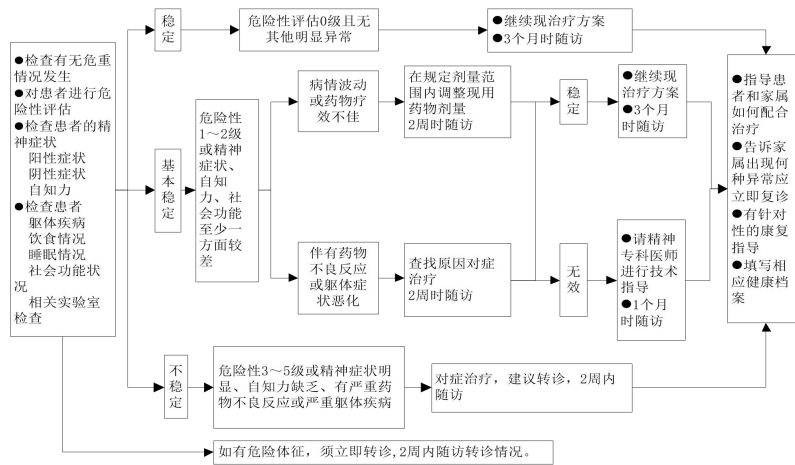 ●检查有无危重
情况发生
●对患者进行危
险性评估
●检查患者的精
神症状
阳性症状
阴性症状
自知力
●检查患者
躯体疾病
饮食情况
睡眠情况
社会功能状
况
相关实验室
检查
稳
定
危险性评估0级且无
其他明显异常
●继续现治疗方案
●3个月时随访
基
本
稳
定
危险性
1～2级
或精神
症状、
自知
力、社
会功能
至少一
方面较
差
病情波动
或药物疗
效不佳
在规定剂量范
围内调整现用
药物剂量
2周时随访
伴有药物
不良反应
或躯体症
状恶化
查找原因对症
治疗
2周时随访
稳
定
●继续现
治疗方案
●3个月
时随访
无
效
●请精神
专科医师
进行技术
指导
●1个月
时随访
不
稳
定
危险性3～5级或精神症状明
显、自知力缺乏、有严重药
物不良反应或严重躯体疾病
对症治疗，建议转诊，2周内
随访
如有危险体征，须立即转诊,2周内随访转诊情况。
●指导患
者和家属
如何配合
治疗
●告诉家
属出现何
种异常应
立即复诊
●有针对
性的康复
指导
●填写相
应健康档
案